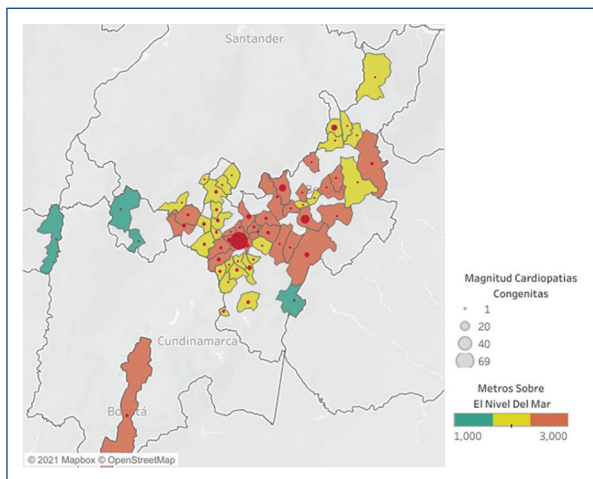 Santander
Cundinamarca
Bogotá
© 2021 Mapbox © OpenStreetMap
Magnitud Cardiopatias
Congenitas
1
20
40
69
Metros Sobre
El Nivel Del Mar
1,000 3,000